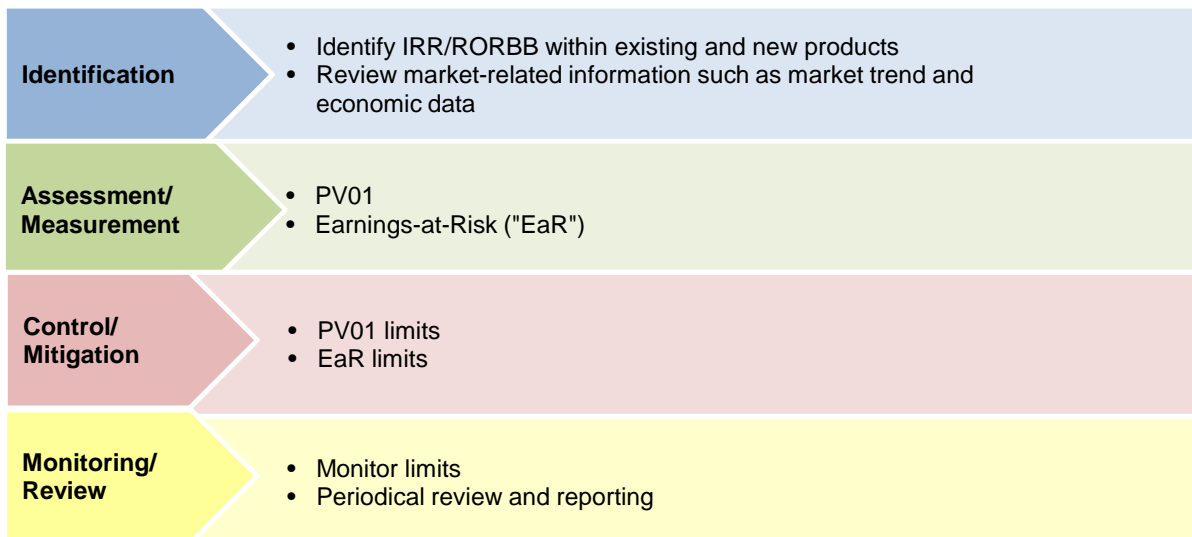 Identification
• Identify IRR/RORBB within existing and new products
• Review market-related information such as market trend and
economic data
Assessment/
Measurement
• PV01
• Earnings-at-Risk ("EaR")
Control/
Mitigation
• PV01 limits
• EaR limits
Monitoring/
Review
• Monitor limits
• Periodical review and reporting